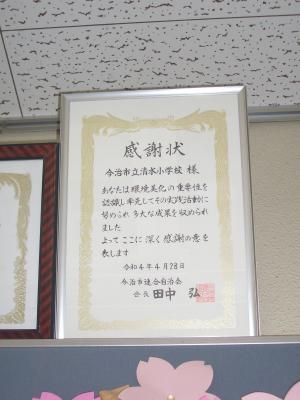 感謝状
今治市立清水小学校 様
あなたは環境美化の重要性を
認識し率先してその実践活動に
努められ多大な成果を収められ
ました
よってここに深く感謝の意を
表します
令和4年4月28日
今治市連合自治会
会長 田中 弘